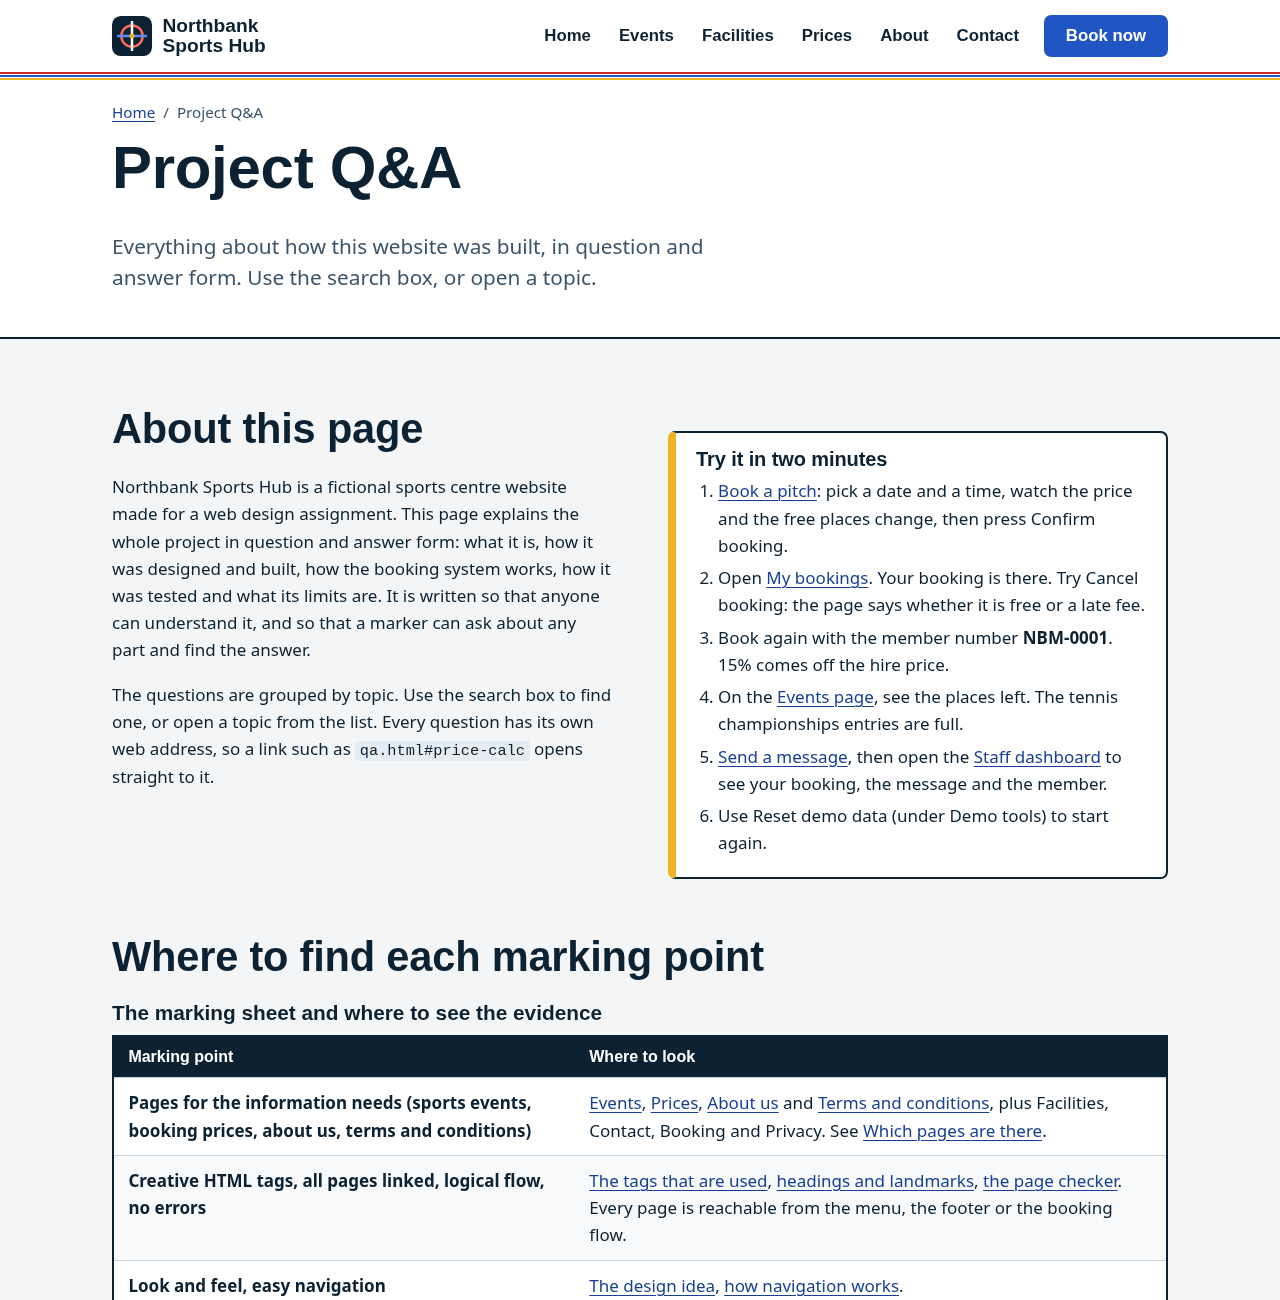 Northbank
Sports Hub
Home
Events
Facilities
Prices
About
Contact
Book now
Home / Project Q&A
Project Q&A
Everything about how this website was built, in question and
answer form. Use the search box, or open a topic.
About this page
Northbank Sports Hub is a fictional sports centre website
made for a web design assignment. This page explains the
whole project in question and answer form: what it is, how it
was designed and built, how the booking system works, how it
was tested and what its limits are. It is written so that anyone
can understand it, and so that a marker can ask about any
part and find the answer.
The questions are grouped by topic. Use the search box to find
one, or open a topic from the list. Every question has its own
web address, so a link such as qa.html#price-calc opens
straight to it.
Try it in two minutes
1. Book a pitch: pick a date and a time, watch the price
and the free places change, then press Confirm
booking.
2. Open My bookings. Your booking is there. Try Cancel
booking: the page says whether it is free or a late fee.
3. Book again with the member number NBM-0001.
15% comes off the hire price.
4. On the Events page, see the places left. The tennis
championships entries are full.
5. Send a message, then open the Staff dashboard to
see your booking, the message and the member.
6. Use Reset demo data (under Demo tools) to start
again.
Where to find each marking point
The marking sheet and where to see the evidence
Marking point
Where to look
Pages for the information needs (sports events,
booking prices, about us, terms and conditions)
Events, Prices, About us and Terms and conditions, plus Facilities,
Contact, Booking and Privacy. See Which pages are there.
Creative HTML tags, all pages linked, logical flow,
no errors
The tags that are used, headings and landmarks, the page checker.
Every page is reachable from the menu, the footer or the booking
flow.
Look and feel, easy navigation
The design idea, how navigation works.